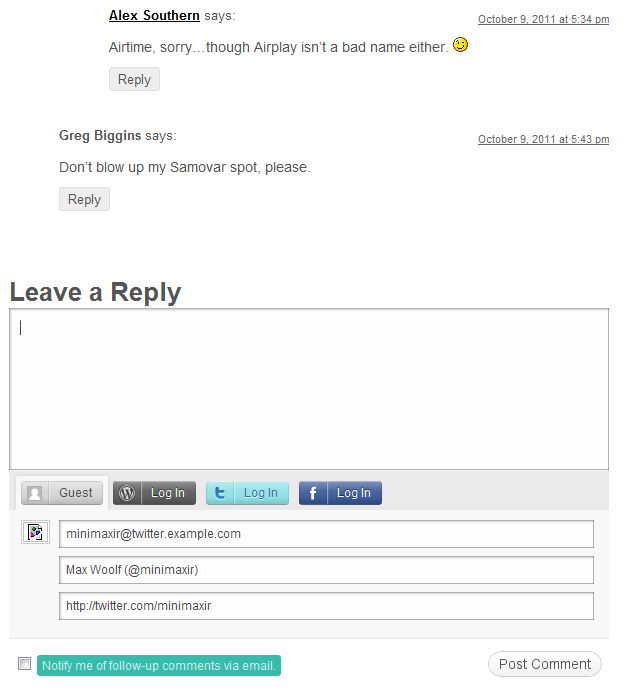 Alex Southern says:
October 9, 2011 at 5:34 pm
Airtime, sorry…though Airplay isn’t a bad name either.
Reply
Greg Biggins says:
October 9, 2011 at 5:43 pm
Don’t blow up my Samovar spot, please.
Reply
Leave a Reply
Guest Log In Log In Log In
minimaxir@twitter.example.com
Max Woolf (@minimaxir)
http://twitter.com/minimaxir
Notify me of follow-up comments via email. Post Comment